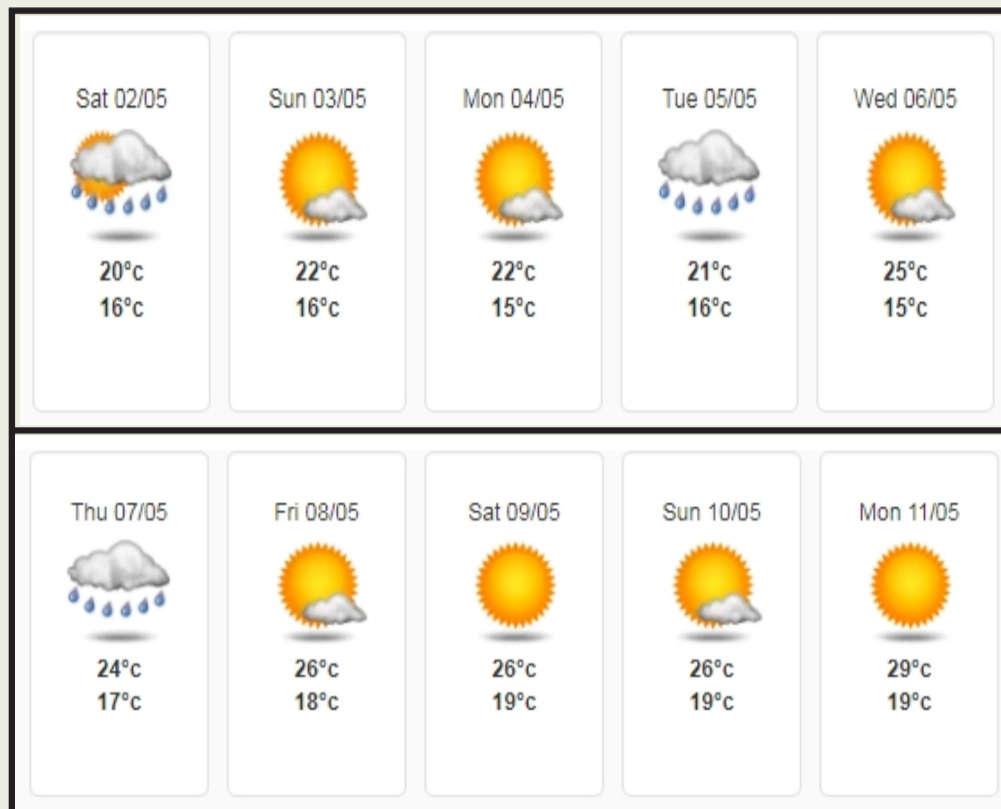 Sat 02/05
20°c
16°c
Sun 03/05
22°c
16°c
Mon 04/05
22°c
15°c
Tue 05/05
21°c
16°c
Wed 06/05
25°c
15°c
Thu 07/05
24°c
17°c
Fri 08/05
26°c
18°c
Sat 09/05
26°c
19°c
Sun 10/05
26°c
19°c
Mon 11/05
29°c
19°c